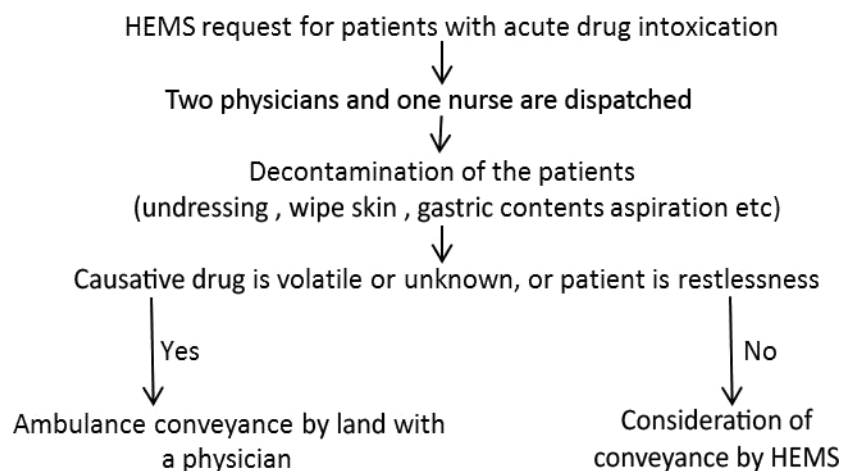 HEMS request for patients with acute drug intoxication
Two physicians and one nurse are dispatched
Decontamination of the patients
(undressing , wipe skin , gastric contents aspiration etc)
Causative drug is volatile or unknown, or patient is restlessness
Yes
No
Ambulance conveyance by land with
a physician
Consideration of
conveyance by HEMS